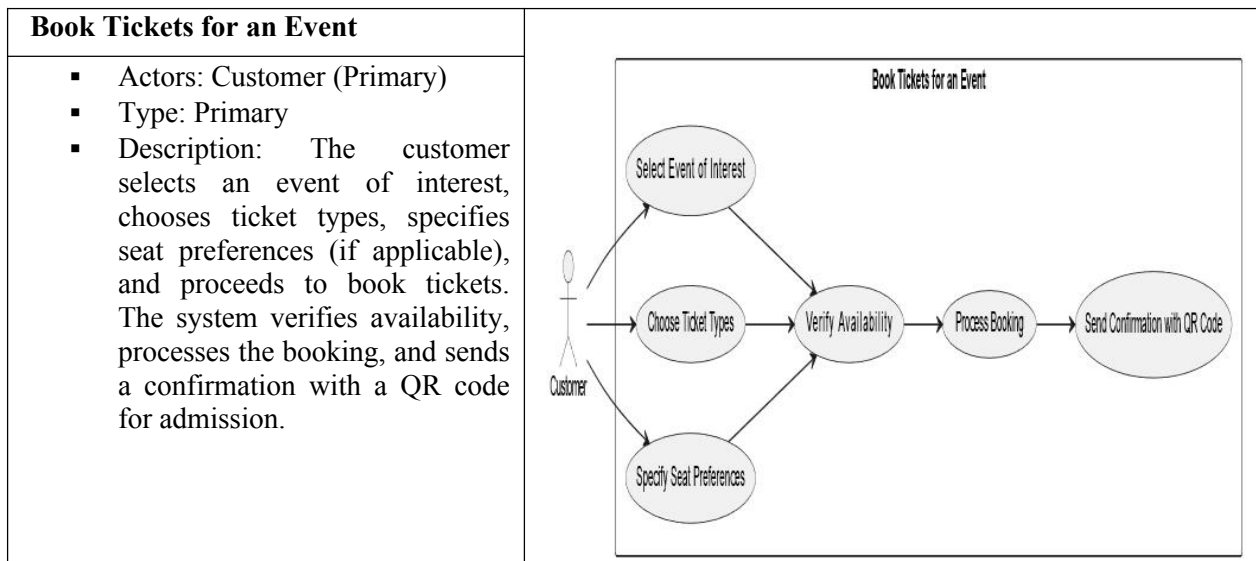 Book Tickets for an Event
▪ Actors: Customer (Primary)
▪ Type: Primary
▪ Description: The customer
selects an event of interest,
chooses ticket types, specifies
seat preferences (if applicable),
and proceeds to book tickets.
The system verifies availability,
processes the booking, and sends
a confirmation with a QR code
for admission.
Book Tickets for an Event
Select Event of Interest
Customer
Choose Ticket Types
Verify Availability
Process Booking
Send Confirmation with QR Code
Specify Seat Preferences